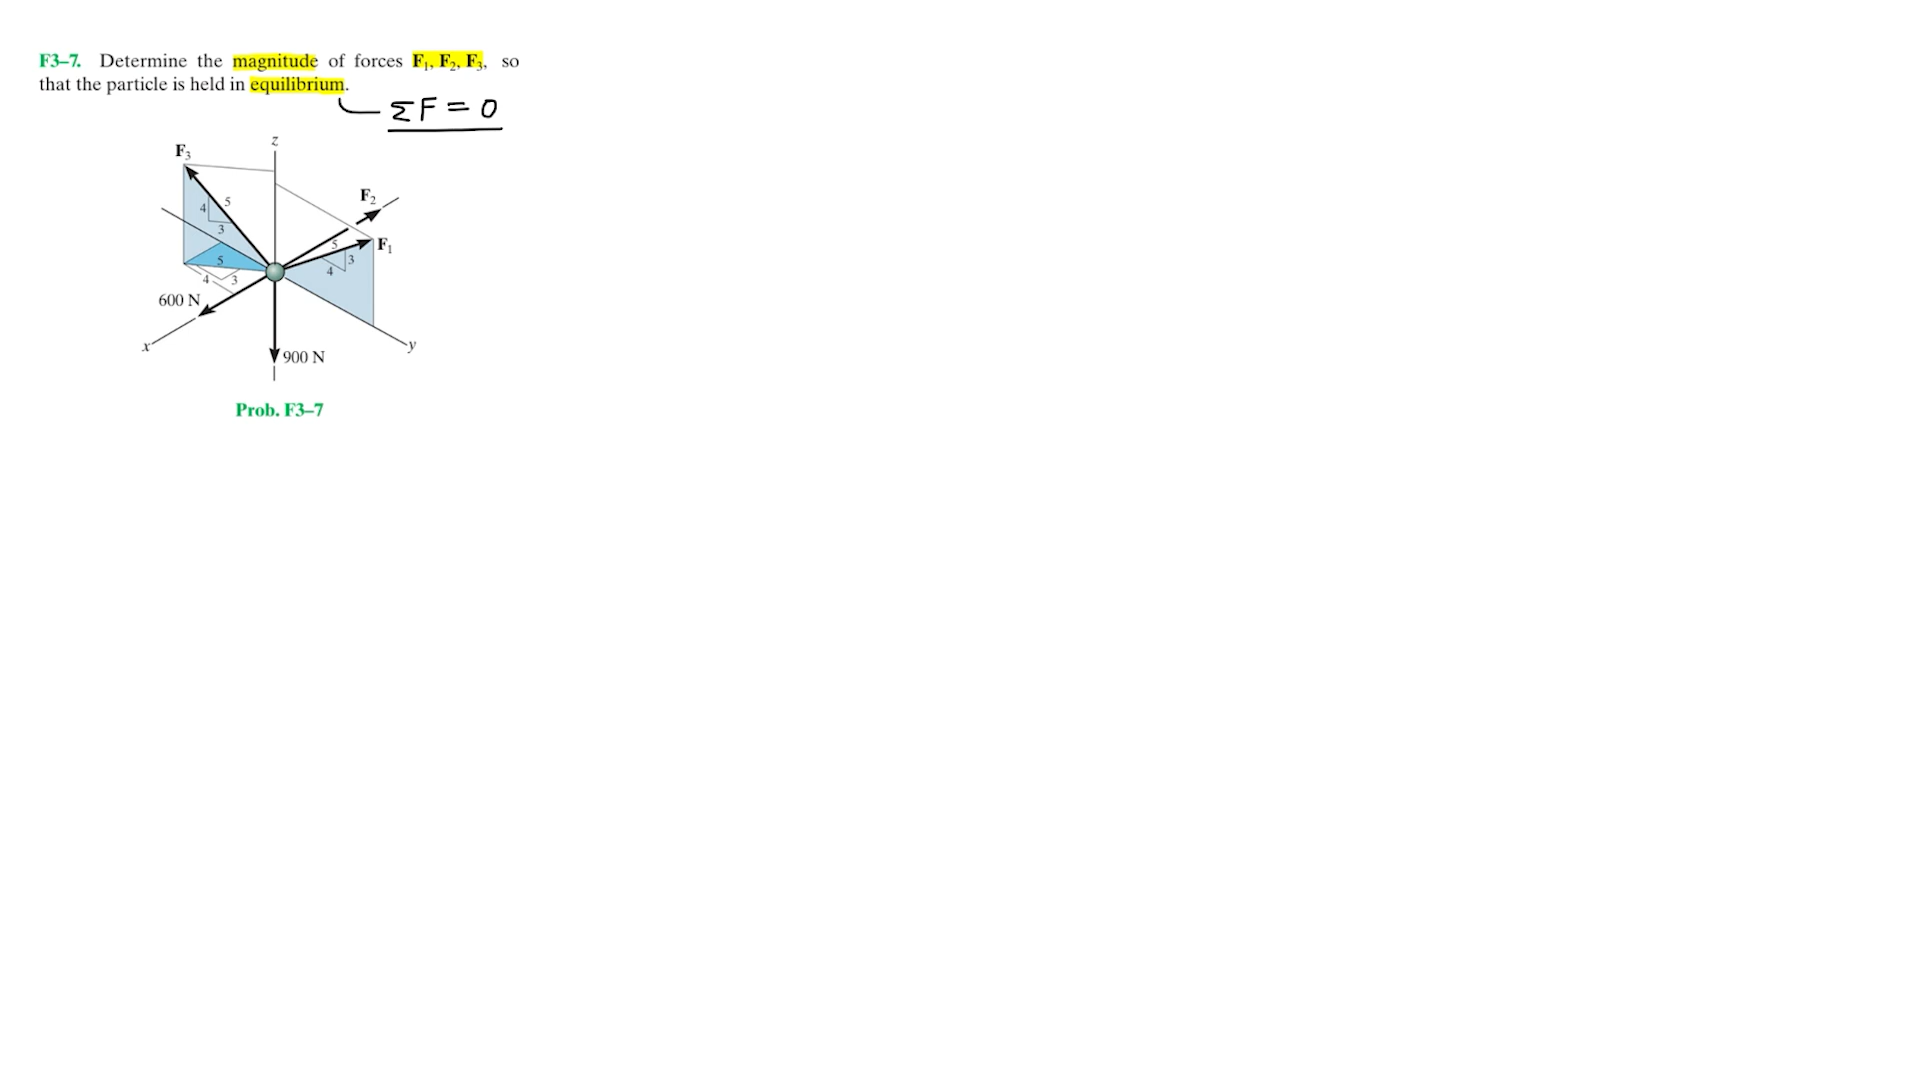 F3–7. Determine the magnitude of forces F₁, F₂, F₃, so
that the particle is held in equilibrium.
ΣF = 0
z
F₃
F₂
4
5
3
5
F₁
3
4
5
4
3
600 N
x
y
900 N
Prob. F3–7